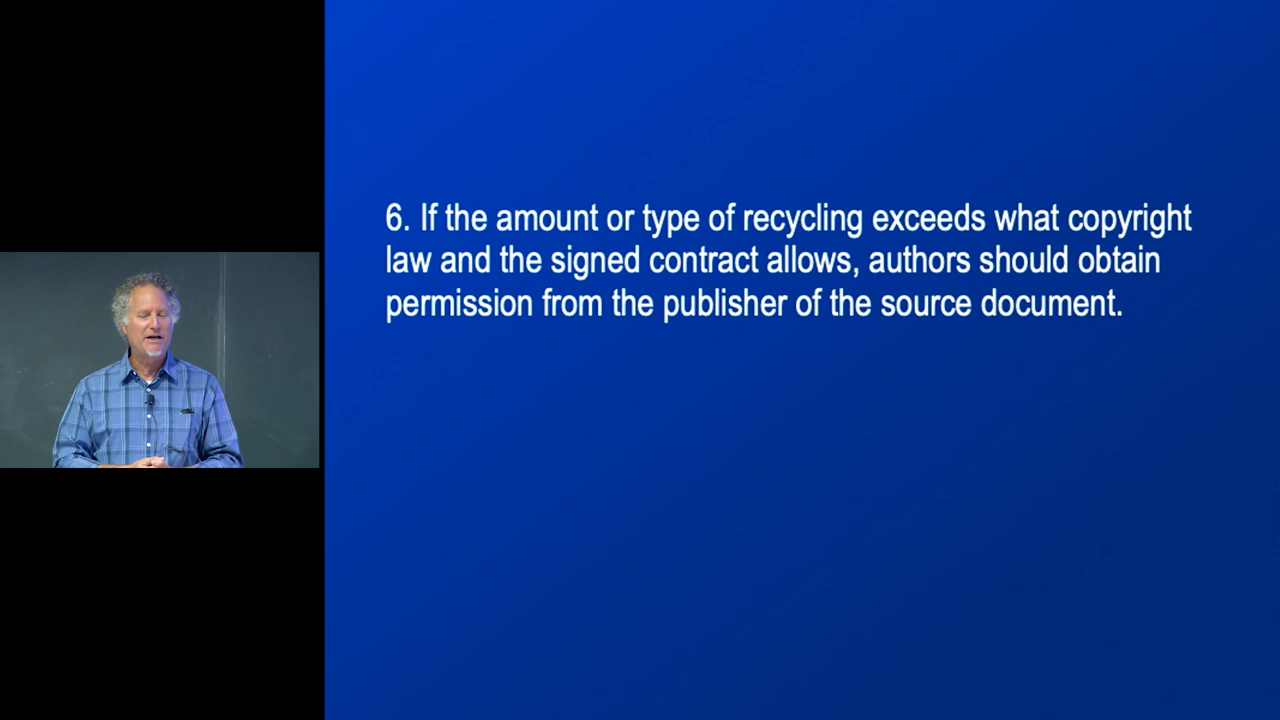 6. If the amount or type of recycling exceeds what copyright
law and the signed contract allows, authors should obtain
permission from the publisher of the source document.